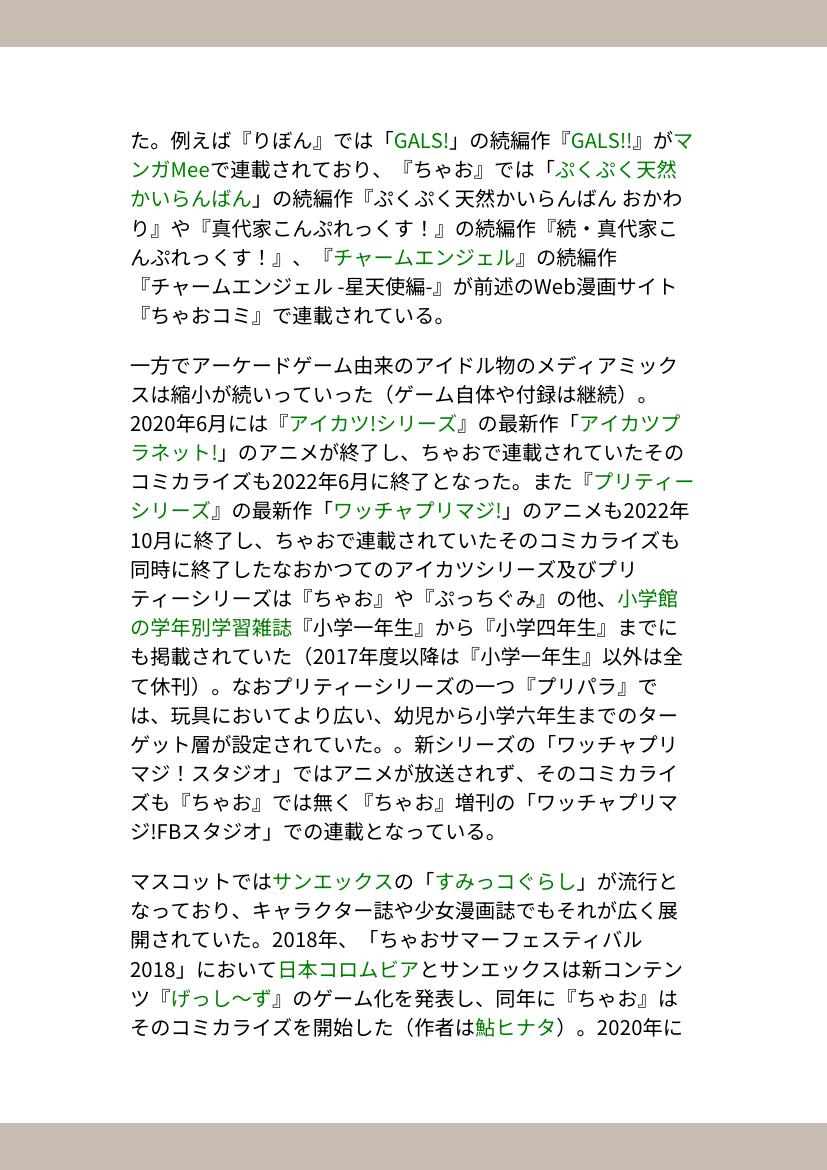 た。例えば『りぼん』では「GALS!」の続編作『GALS!!』がマ
ンガMeeで連載されており、『ちゃお』では「ぷくぷく天然
かいらんばん」の続編作『ぷくぷく天然かいらんばん おかわ
り』や『真代家こんぷれっくす！』の続編作『続・真代家こ
んぷれっくす！』、『チャームエンジェル』の続編作
『チャームエンジェル -星天使編-』が前述のWeb漫画サイト
『ちゃおコミ』で連載されている。
一方でアーケードゲーム由来のアイドル物のメディアミック
スは縮小が続いっていった（ゲーム自体や付録は継続）。
2020年6月には『アイカツ!シリーズ』の最新作「アイカツプ
ラネット!」のアニメが終了し、ちゃおで連載されていたその
コミカライズも2022年6月に終了となった。また『プリティー
シリーズ』の最新作「ワッチャプリマジ!」のアニメも2022年
10月に終了し、ちゃおで連載されていたそのコミカライズも
同時に終了したなおかつてのアイカツシリーズ及びプリ
ティーシリーズは『ちゃお』や『ぷっちぐみ』の他、小学館
の学年別学習雑誌『小学一年生』から『小学四年生』までに
も掲載されていた（2017年度以降は『小学一年生』以外は全
て休刊）。なおプリティーシリーズの一つ『プリパラ』で
は、玩具においてより広い、幼児から小学六年生までのター
ゲット層が設定されていた。。新シリーズの「ワッチャプリ
マジ！スタジオ」ではアニメが放送されず、そのコミカライ
ズも『ちゃお』では無く『ちゃお』増刊の「ワッチャプリマ
ジ!FBスタジオ」での連載となっている。
マスコットではサンエックスの「すみっコぐらし」が流行と
なっており、キャラクター誌や少女漫画誌でもそれが広く展
開されていた。2018年、「ちゃおサマーフェスティバル
2018」において日本コロムビアとサンエックスは新コンテン
ツ『げっし〜ず』のゲーム化を発表し、同年に『ちゃお』は
そのコミカライズを開始した（作者は鮎ヒナタ）。2020年に